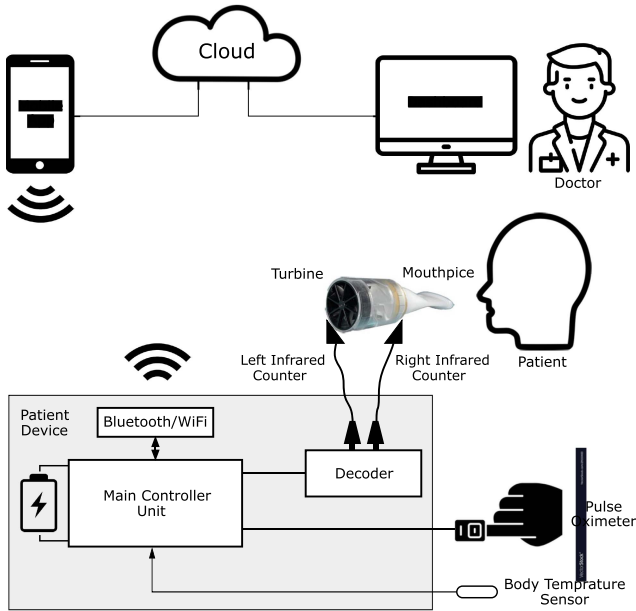 Cloud
Doctor
Turbine
Mouthpice
Left Infrared
Counter
Right Infrared
Counter
Patient
Patient
Device
Bluetooth/WiFi
Main Controller
Unit
Decoder
Pulse
Oximeter
VectorStock
Body Temprature
Sensor